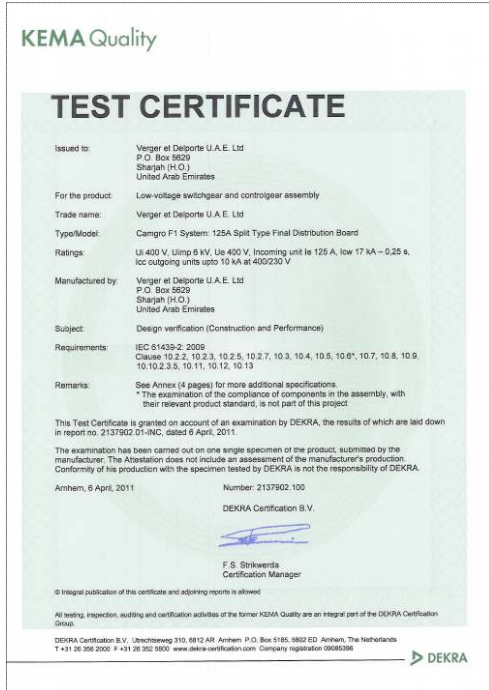 KEMA Quality
TEST CERTIFICATE
Issued to: Verger et Delporte U.A.E. Ltd
P.O. Box 5629
Sharjah (H.O.)
United Arab Emirates
For the product: Low-voltage switchgear and controlgear assembly
Trade name: Verger et Delporte U.A.E. Ltd
Type/Model: Camgro F1 System: 125A Split Type Final Distribution Board
Ratings: Ui 400 V, Uimp 6 kV, Ue 400 V, Incoming unit Ie 125 A, Icw 17 kA – 0,25 s,
Icc outgoing units upto 10 kA at 400/230 V
Manufactured by: Verger et Delporte U.A.E. Ltd
P.O. Box 5629
Sharjah (H.O.)
United Arab Emirates
Subject: Design verification (Construction and Performance)
Requirements: IEC 61439-2: 2009
Clause 10.2.2, 10.2.3, 10.2.5, 10.2.7, 10.3, 10.4, 10.5, 10.6*, 10.7, 10.8, 10.9,
10.10.2.3.5, 10.11, 10.12, 10.13
Remarks: See Annex (4 pages) for more additional specifications.
* The examination of the compliance of components in the assembly, with
their relevant product standard, is not part of this project
This Test Certificate is granted on account of an examination by DEKRA, the results of which are laid down
in report no. 2137902.01-INC, dated 6 April, 2011.
The examination has been carried out on one single specimen of the product, submitted by the
manufacturer. The Attestation does not include an assessment of the manufacturer's production.
Conformity of his production with the specimen tested by DEKRA is not the responsibility of DEKRA.
Arnhem, 6 April, 2011 Number: 2137902.100
DEKRA Certification B.V.
F.S. Strikwerda
Certification Manager
© Integral publication of this certificate and adjoining reports is allowed
All testing, inspection, auditing and certification activities of the former KEMA Quality are an integral part of the DEKRA Certification
Group.
DEKRA Certification B.V. Utrechtseweg 310, 6812 AR Arnhem P.O. Box 5185, 6802 ED Arnhem, The Netherlands
T +31 26 356 2000 F +31 26 352 5800 www.dekra-certification.com Company registration 09085396
DEKRA